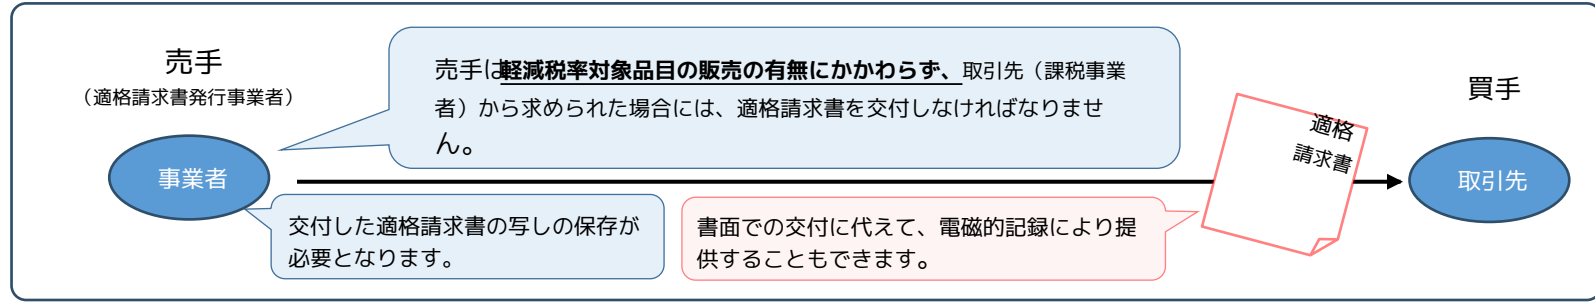 売手
（適格請求書発行事業者）
事業者
売手は軽減税率対象品目の販売の有無にかかわらず、取引先（課税事業
者）から求められた場合には、適格請求書を交付しなければなりませ
ん。
交付した適格請求書の写しの保存が
必要となります。
書面での交付に代えて、電磁的記録により提
供することもできます。
適格
請求書
買手
取引先